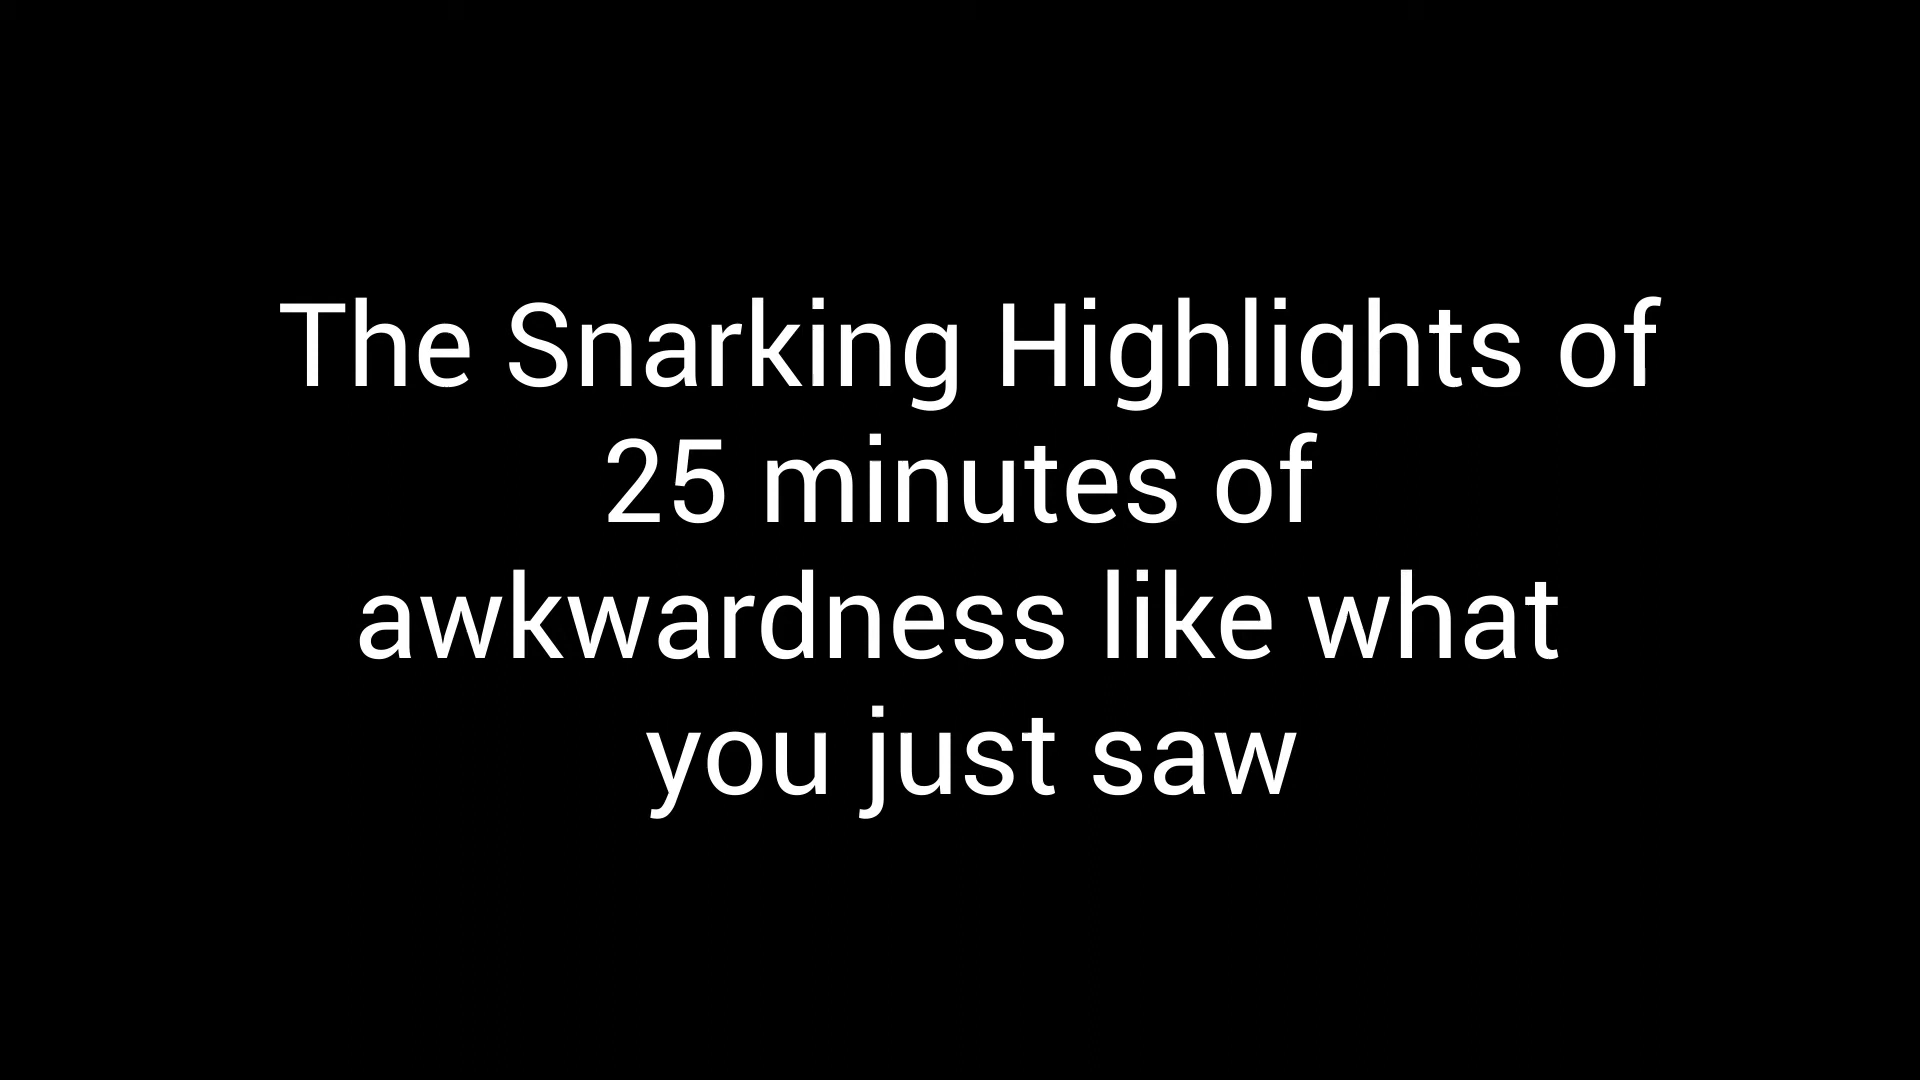 The Snarking Highlights of
25 minutes of
awkwardness like what
you just saw